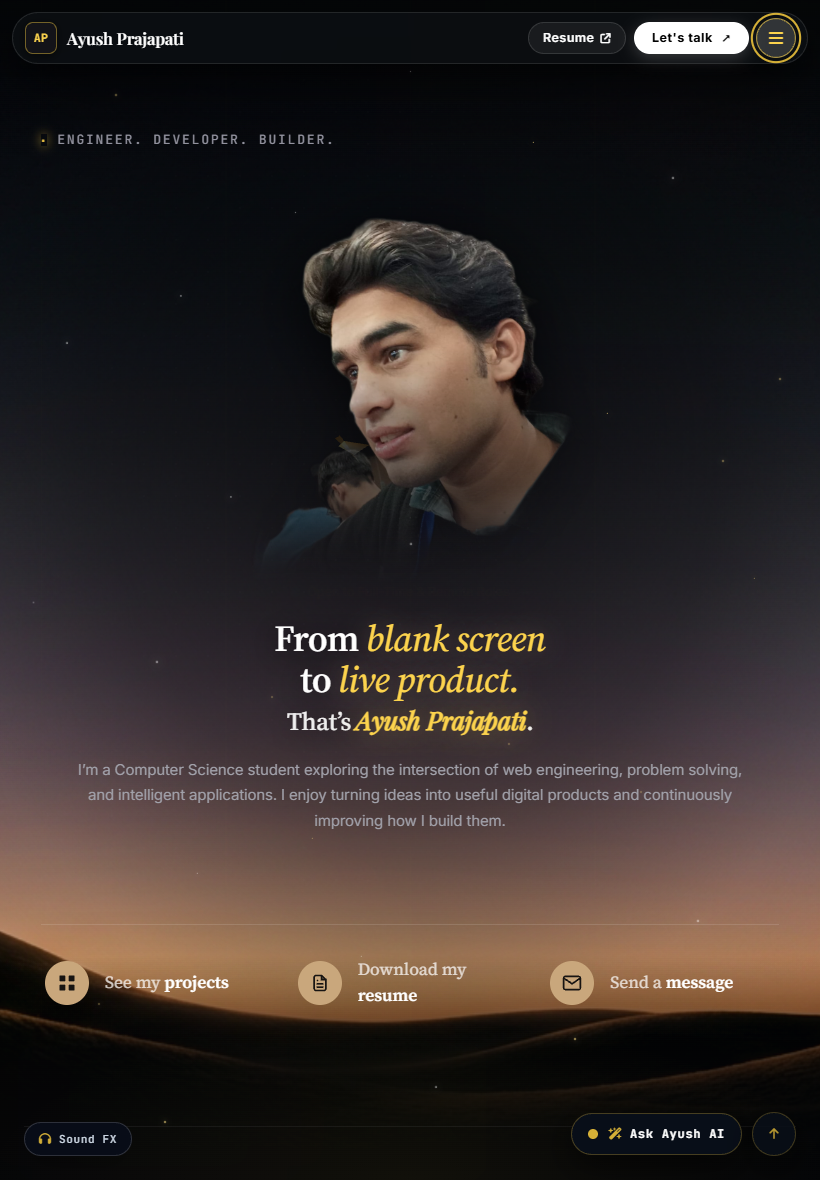 AP
Ayush Prajapati
Resume
Let's talk ↗
ENGINEER. DEVELOPER. BUILDER.
From blank screen
to live product.
That's Ayush Prajapati.
I'm a Computer Science student exploring the intersection of web engineering, problem solving,
and intelligent applications. I enjoy turning ideas into useful digital products and continuously
improving how I build them.
See my projects
Download my
resume
Send a message
Sound FX
Ask Ayush AI